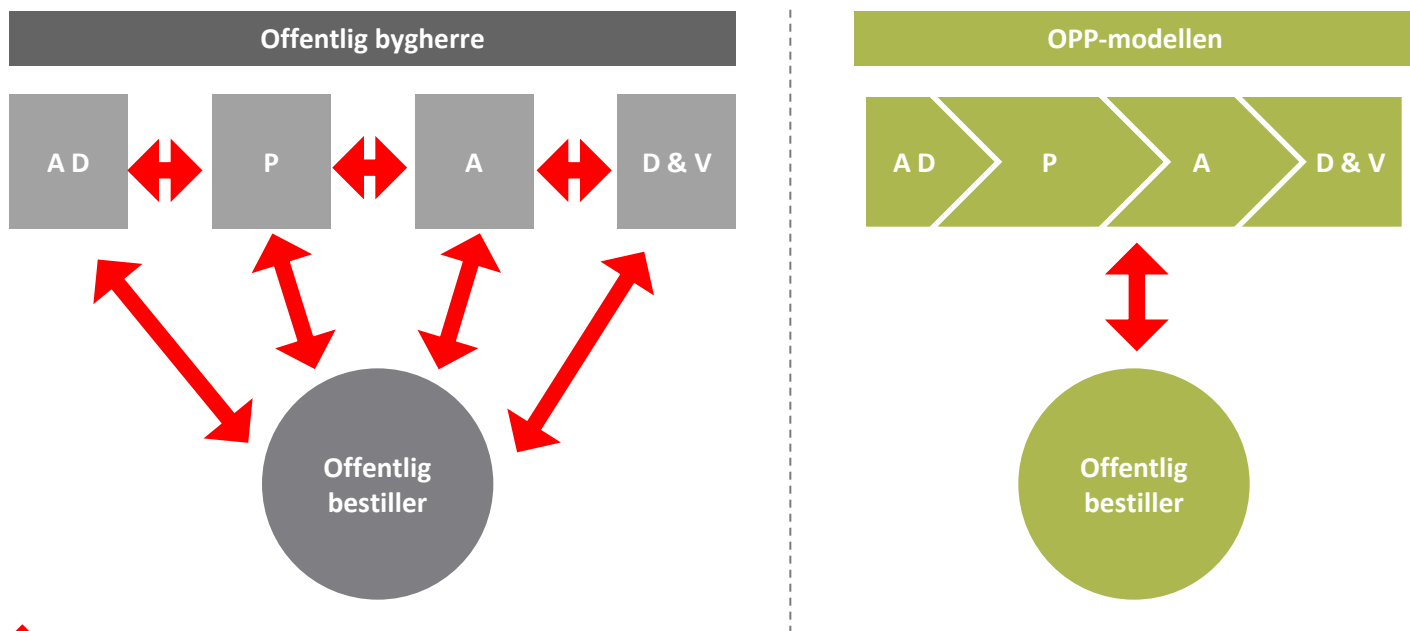 Offentlig bygherre
A D
P
A
D & V
Offentlig
bestiller
OPP-modellen
A D
P
A
D & V
Offentlig
bestiller